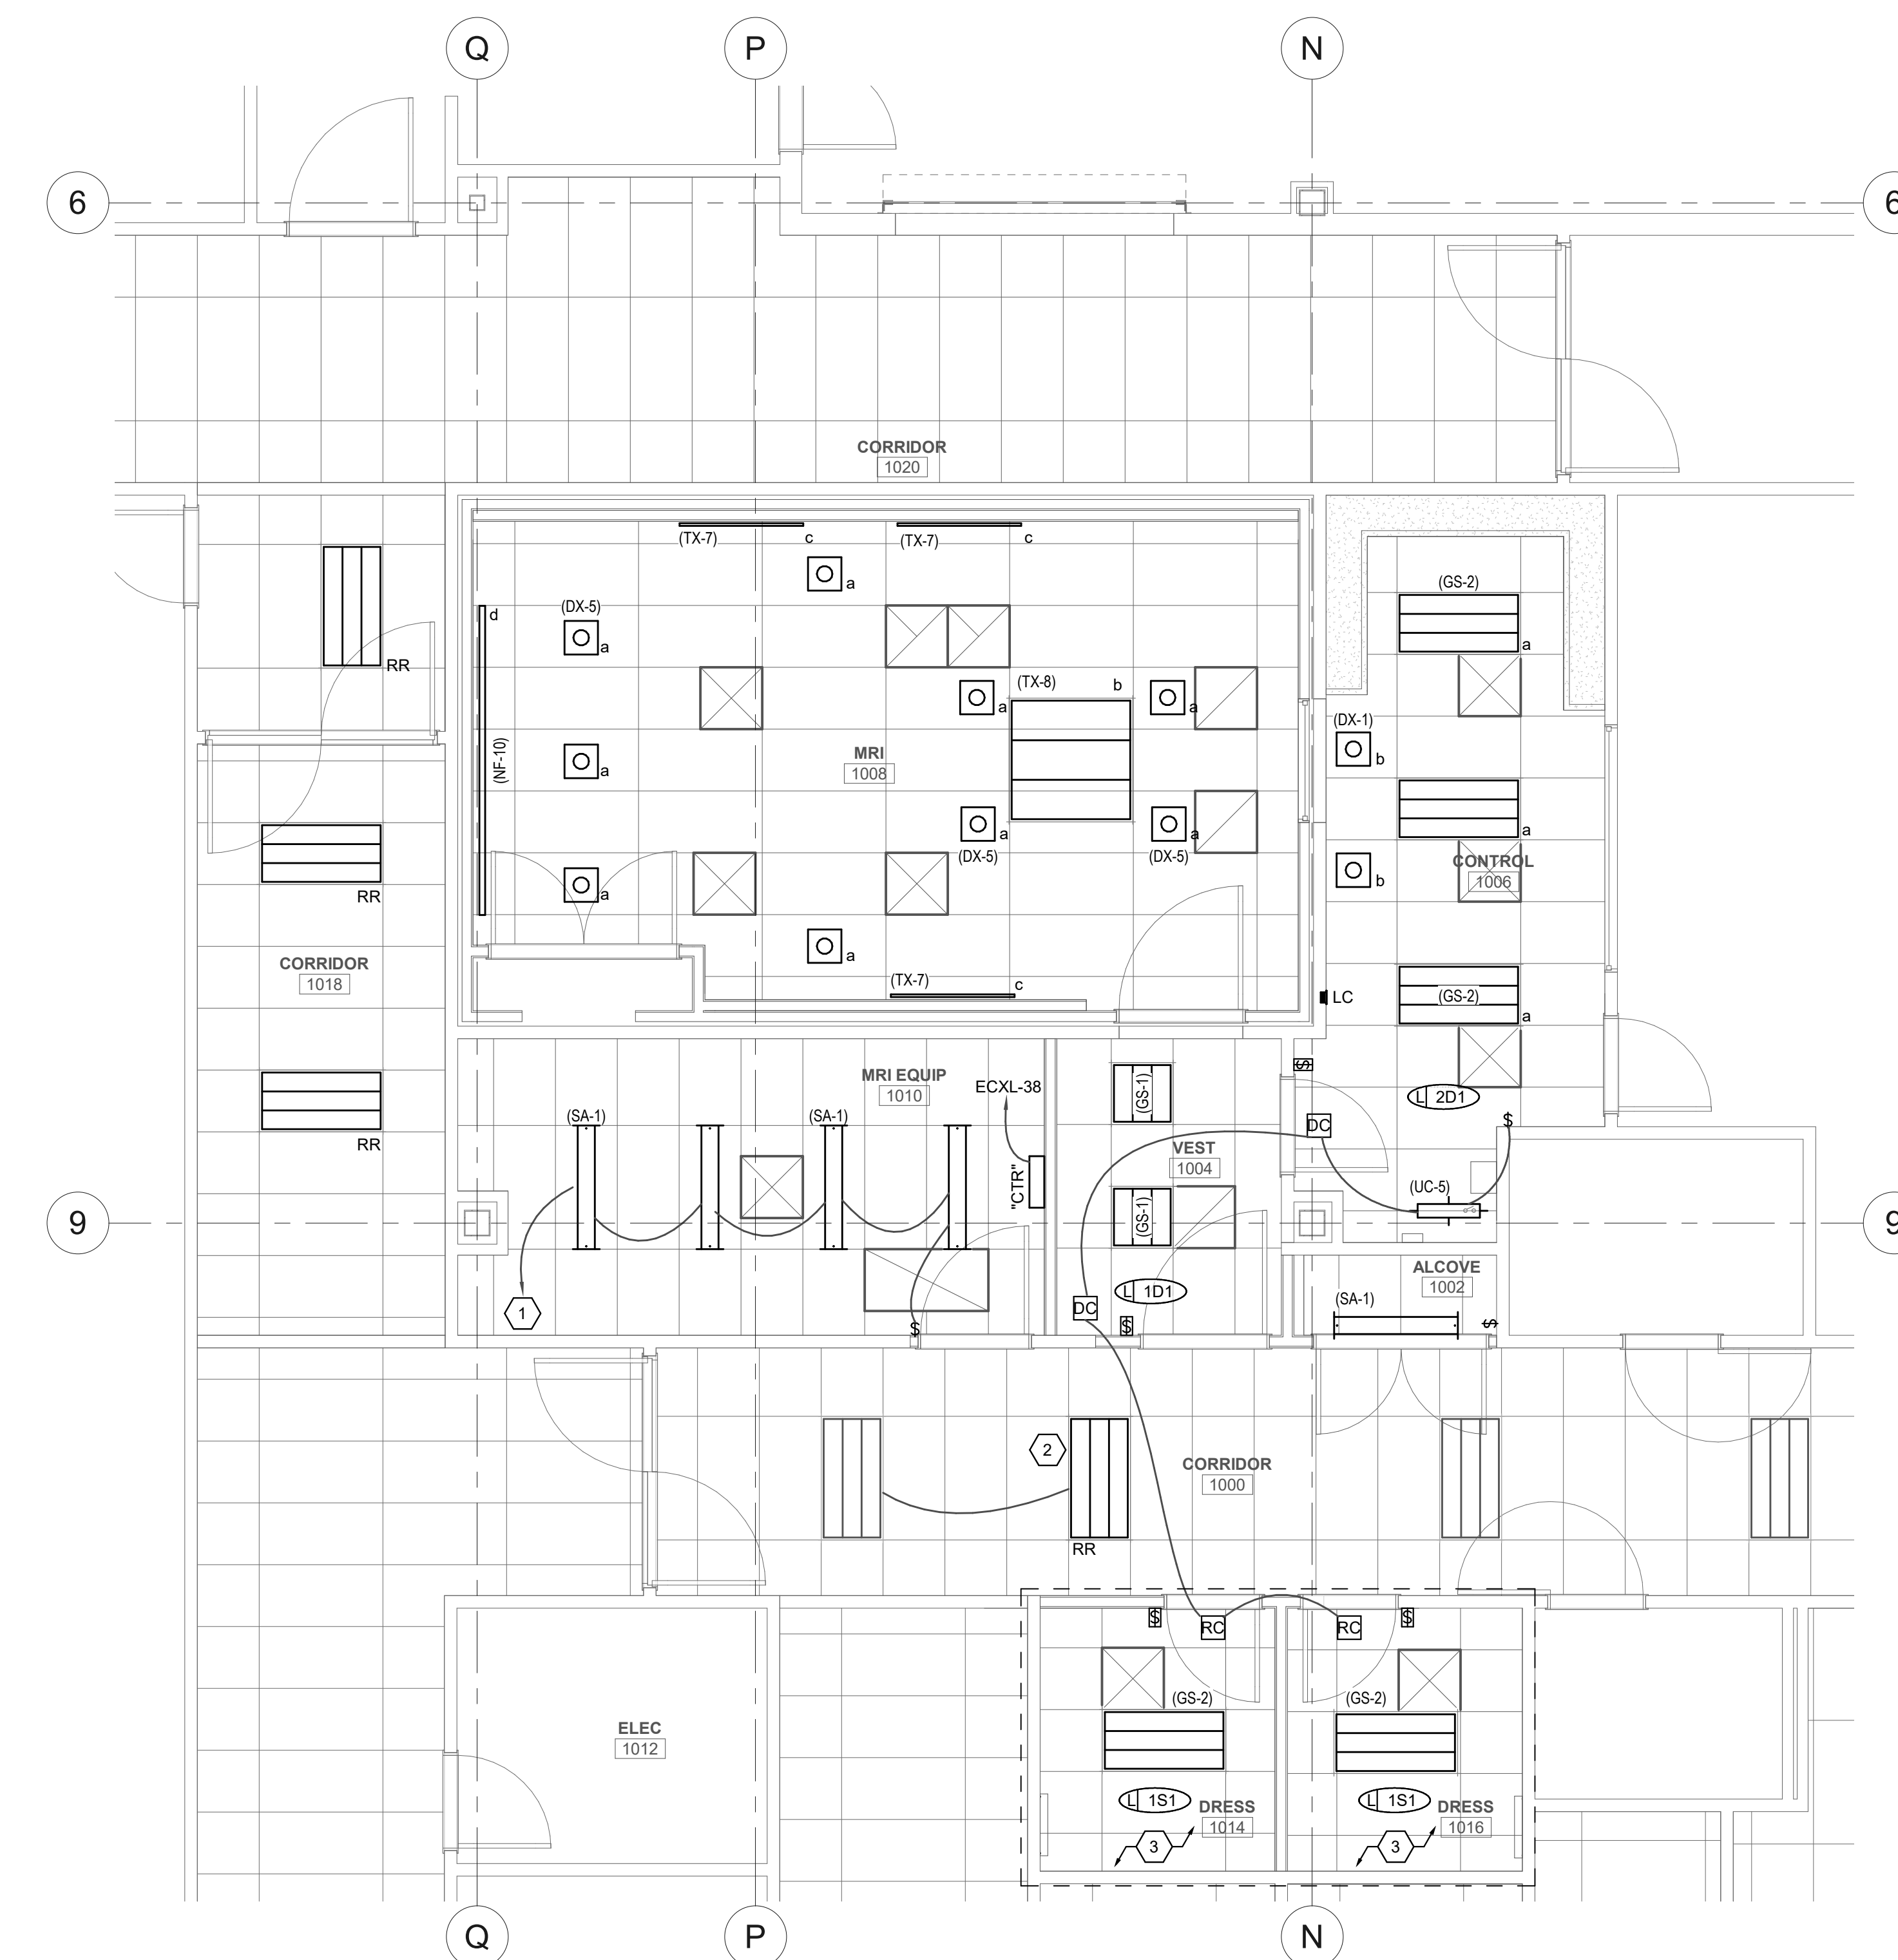 Q P N
6 6
CORRIDOR
1020
(TX-7) c (TX-7) c
a
(GS-2)
(DX-5) d
a a
RR
(TX-8) b
a a
(DX-1)
b
(NF-10)
MRI
1008
a
a a a
(DX-5) (DX-5)
CONTROL
1006
b
RR a
a
CORRIDOR
1018
(TX-7) c
LC (GS-2)
a
$
MRI EQUIP
1010
ECXL-38
(GS-1)
L 2D1
(SA-1) (SA-1)
DC $
RR
VEST
1004
"CTR"
(UC-5)
9 (GS-1) 9
ALCOVE
1002
L 1D1
(SA-1)
1 DC
$ $ $
2
CORRIDOR
1000
RR
$ RC RC $
(GS-2) (GS-2)
ELEC
1012
L 1S1 L 1S1
DRESS
1014
DRESS
1016
3 3
Q P N